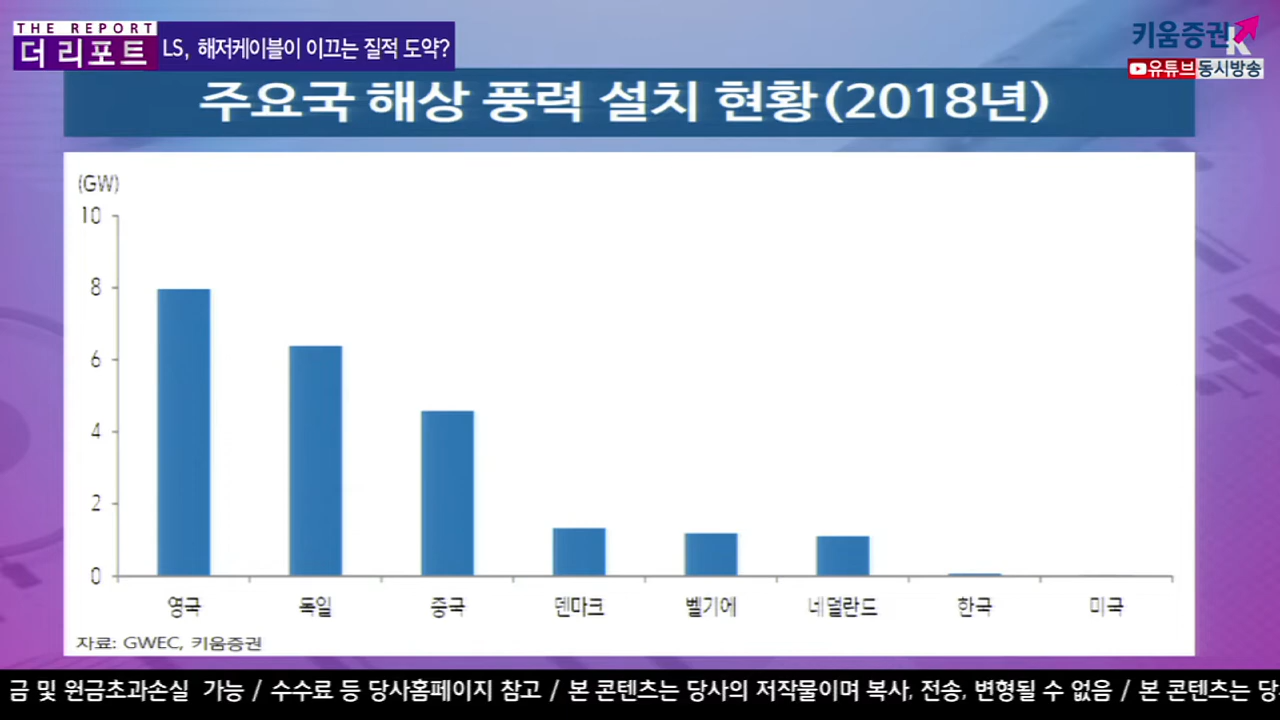 THE REPORT
더 리포트
LS, 해저케이블이 이끄는 질적 도약?
키움증권
유튜브 동시방송
주요국 해상 풍력 설치 현황(2018년)
(GW)
10
8
6
4
2
0
영국 독일 중국 덴마크 벨기에 네덜란드 한국 미국
자료: GWEC, 키움증권
금 및 원금초과손실 가능 / 수수료 등 당사홈페이지 참고 / 본 콘텐츠는 당사의 저작물이며 복사, 전송, 변형될 수 없음 / 본 콘텐츠는 당